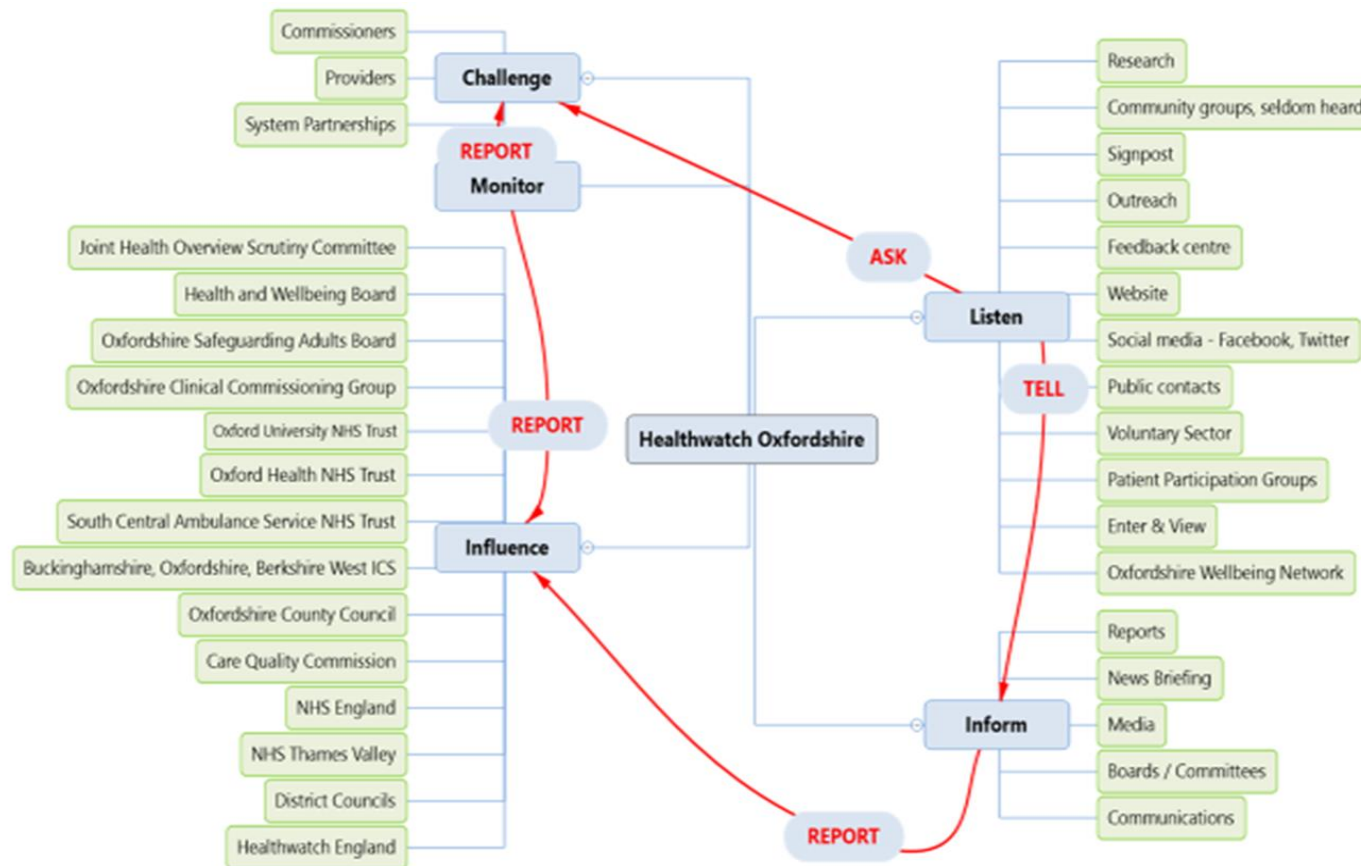 Commissioners
Providers
System Partnerships
Challenge
REPORT
Monitor
Joint Health Overview Scrutiny Committee
Health and Wellbeing Board
Oxfordshire Safeguarding Adults Board
Oxfordshire Clinical Commissioning Group
Oxford University NHS Trust
Oxford Health NHS Trust
South Central Ambulance Service NHS Trust
Buckinghamshire, Oxfordshire, Berkshire West ICS
Oxfordshire County Council
Care Quality Commission
NHS England
NHS Thames Valley
District Councils
Healthwatch England
REPORT
Influence
Healthwatch Oxfordshire
ASK
Listen
TELL
Research
Community groups, seldom heard
Signpost
Outreach
Feedback centre
Website
Social media - Facebook, Twitter
Public contacts
Voluntary Sector
Patient Participation Groups
Enter & View
Oxfordshire Wellbeing Network
Inform
Reports
News Briefing
Media
Boards / Committees
Communications
REPORT